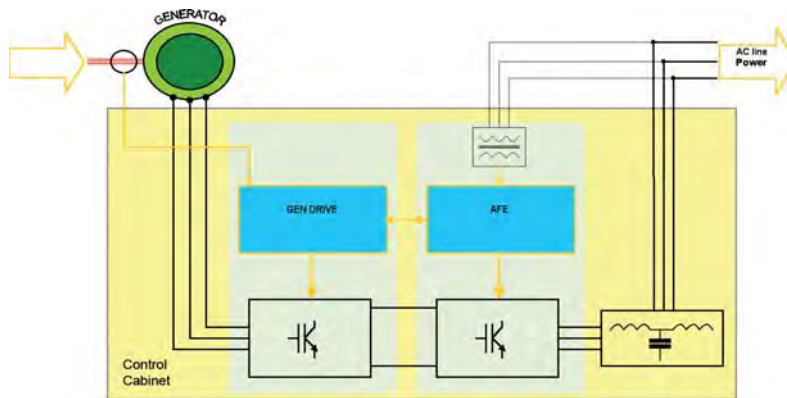 GENERATOR
AC line
Power
GEN DRIVE
AFE
Control
Cabinet